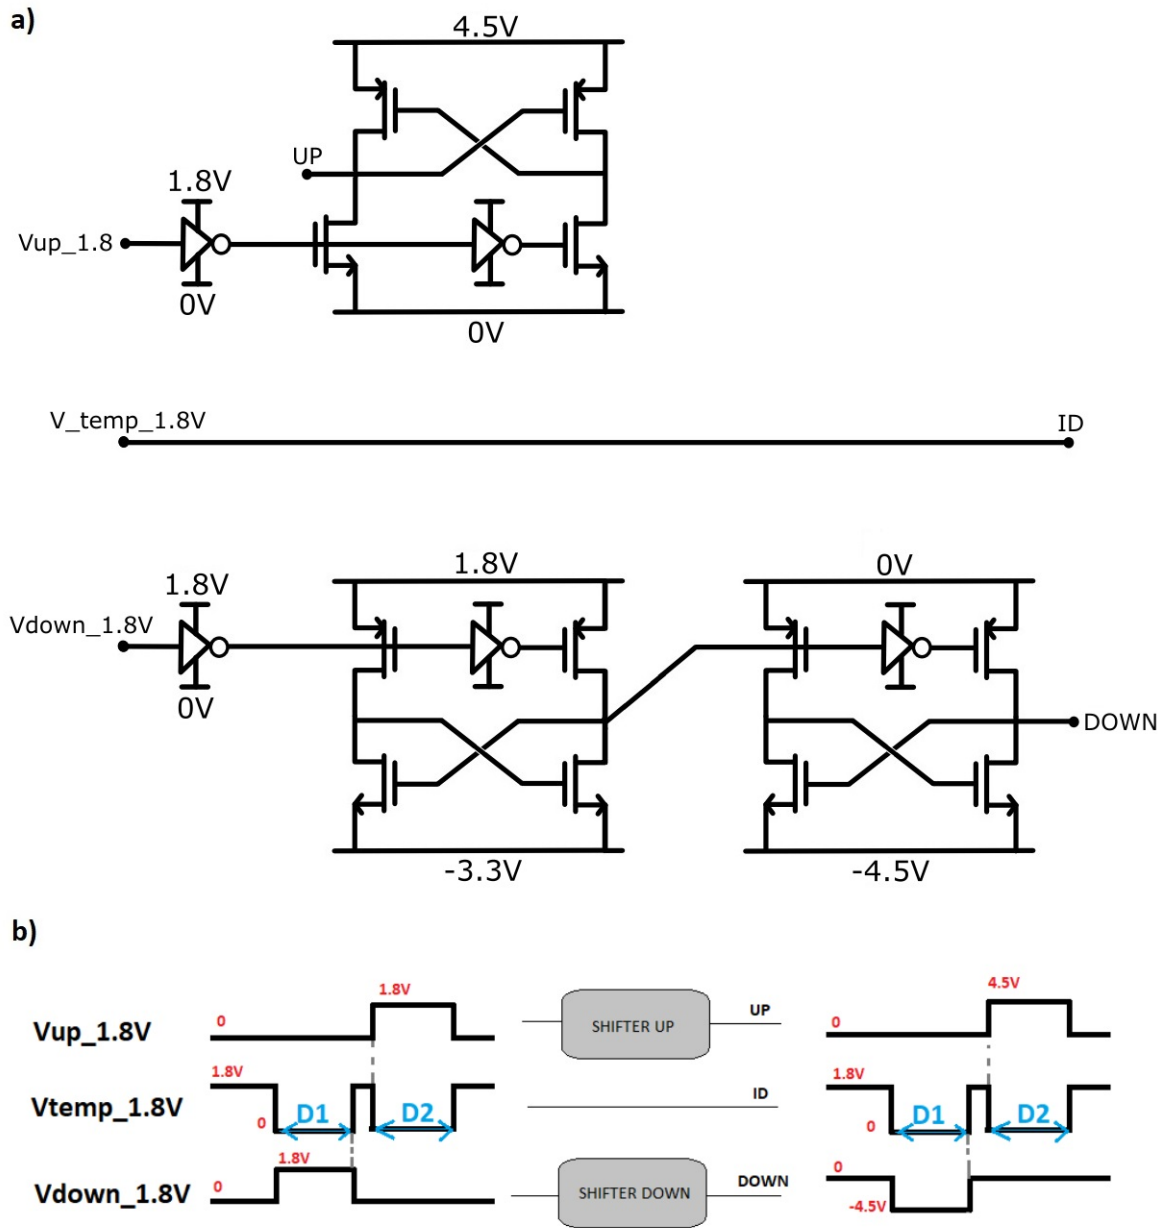 a)
4.5V
UP
1.8V
Vup_1.8
0V
0V
V_temp_1.8V
ID
1.8V
0V
1.8V
Vdown_1.8V
0V
-3.3V
-4.5V
b)
1.8V
4.5V
0
UP
0
Vup_1.8V
SHIFTER UP
1.8V
1.8V
Vtemp_1.8V
ID
0
D1
D2
0
D1
D2
1.8V
0
Vdown_1.8V
0
SHIFTER DOWN
DOWN
-4.5V
DOWN